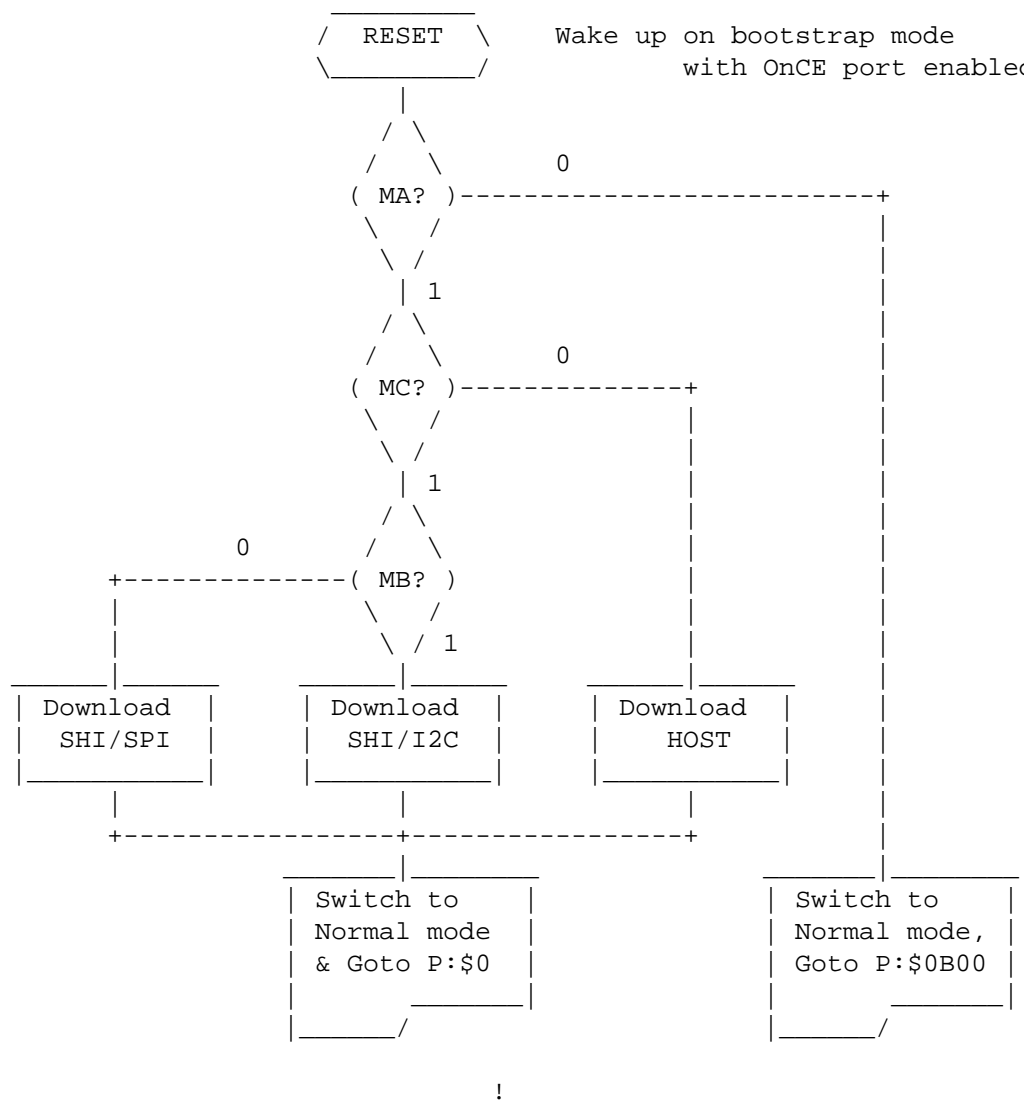 RESET Wake up on bootstrap mode
with OnCE port enabled
0
MA?
1
0
MC?
1
0
MB?
1
Download Download Download
SHI/SPI SHI/I2C HOST
Switch to Switch to
Normal mode Normal mode,
& Goto P:$0 Goto P:$0B00
!